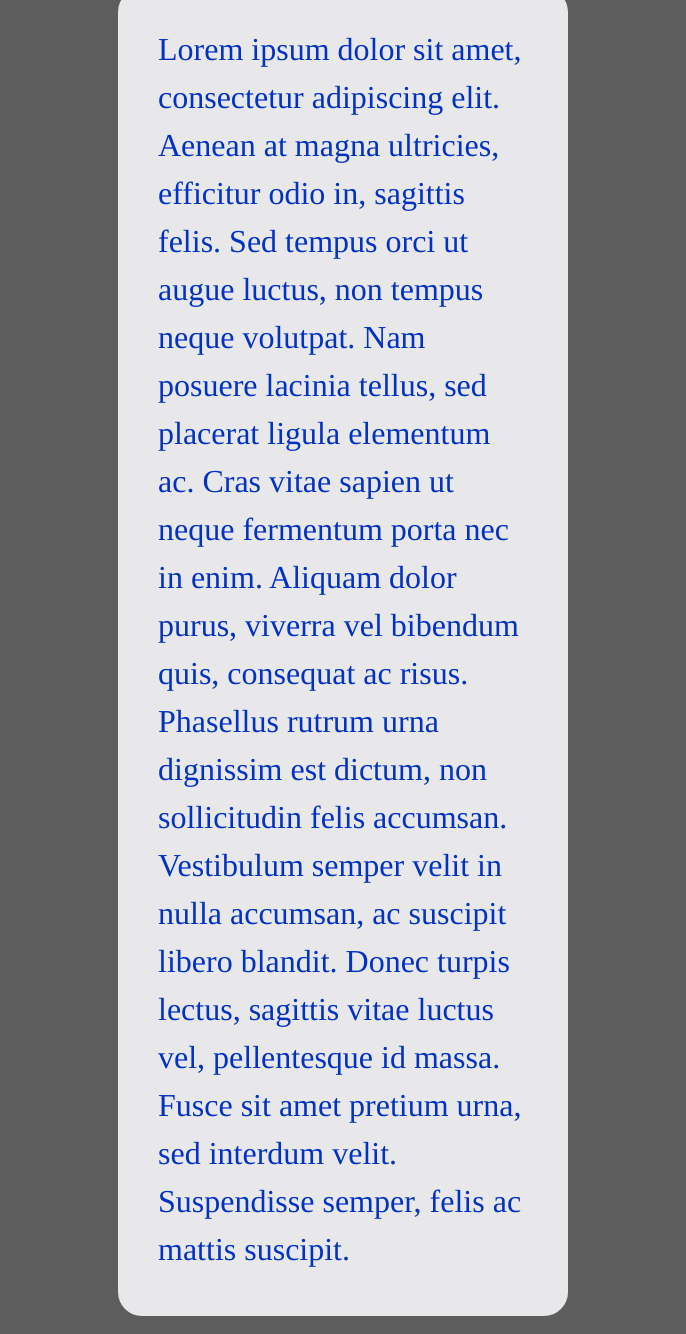 Lorem ipsum dolor sit amet,
consectetur adipiscing elit.
Aenean at magna ultricies,
efficitur odio in, sagittis
felis. Sed tempus orci ut
augue luctus, non tempus
neque volutpat. Nam
posuere lacinia tellus, sed
placerat ligula elementum
ac. Cras vitae sapien ut
neque fermentum porta nec
in enim. Aliquam dolor
purus, viverra vel bibendum
quis, consequat ac risus.
Phasellus rutrum urna
dignissim est dictum, non
sollicitudin felis accumsan.
Vestibulum semper velit in
nulla accumsan, ac suscipit
libero blandit. Donec turpis
lectus, sagittis vitae luctus
vel, pellentesque id massa.
Fusce sit amet pretium urna,
sed interdum velit.
Suspendisse semper, felis ac
mattis suscipit.